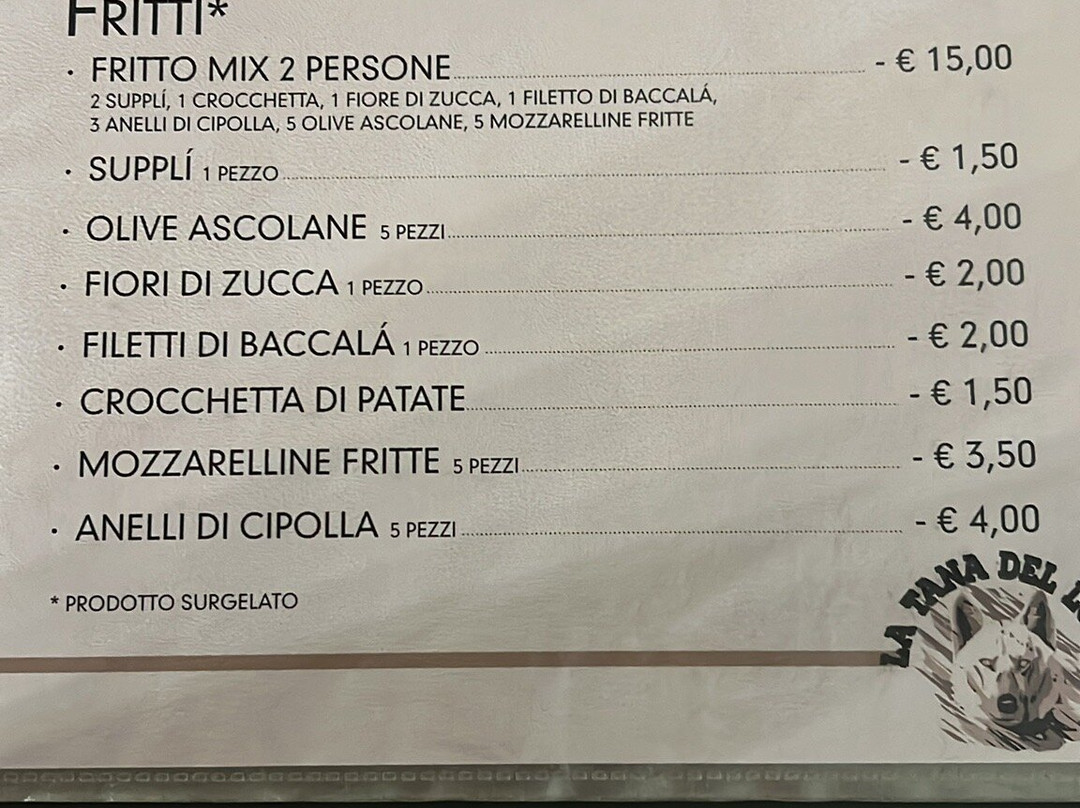 FRITTI*
· FRITTO MIX 2 PERSONE - € 15,00
2 SUPPLÍ, 1 CROCCHETTA, 1 FIORE DI ZUCCA, 1 FILETTO DI BACCALÁ,
3 ANELLI DI CIPOLLA, 5 OLIVE ASCOLANE, 5 MOZZARELLINE FRITTE
· SUPPLÍ 1 PEZZO - € 1,50
· OLIVE ASCOLANE 5 PEZZI - € 4,00
· FIORI DI ZUCCA 1 PEZZO - € 2,00
· FILETTI DI BACCALÁ 1 PEZZO - € 2,00
· CROCCHETTA DI PATATE - € 1,50
· MOZZARELLINE FRITTE 5 PEZZI - € 3,50
· ANELLI DI CIPOLLA 5 PEZZI - € 4,00
* PRODOTTO SURGELATO
LA TANA DEL